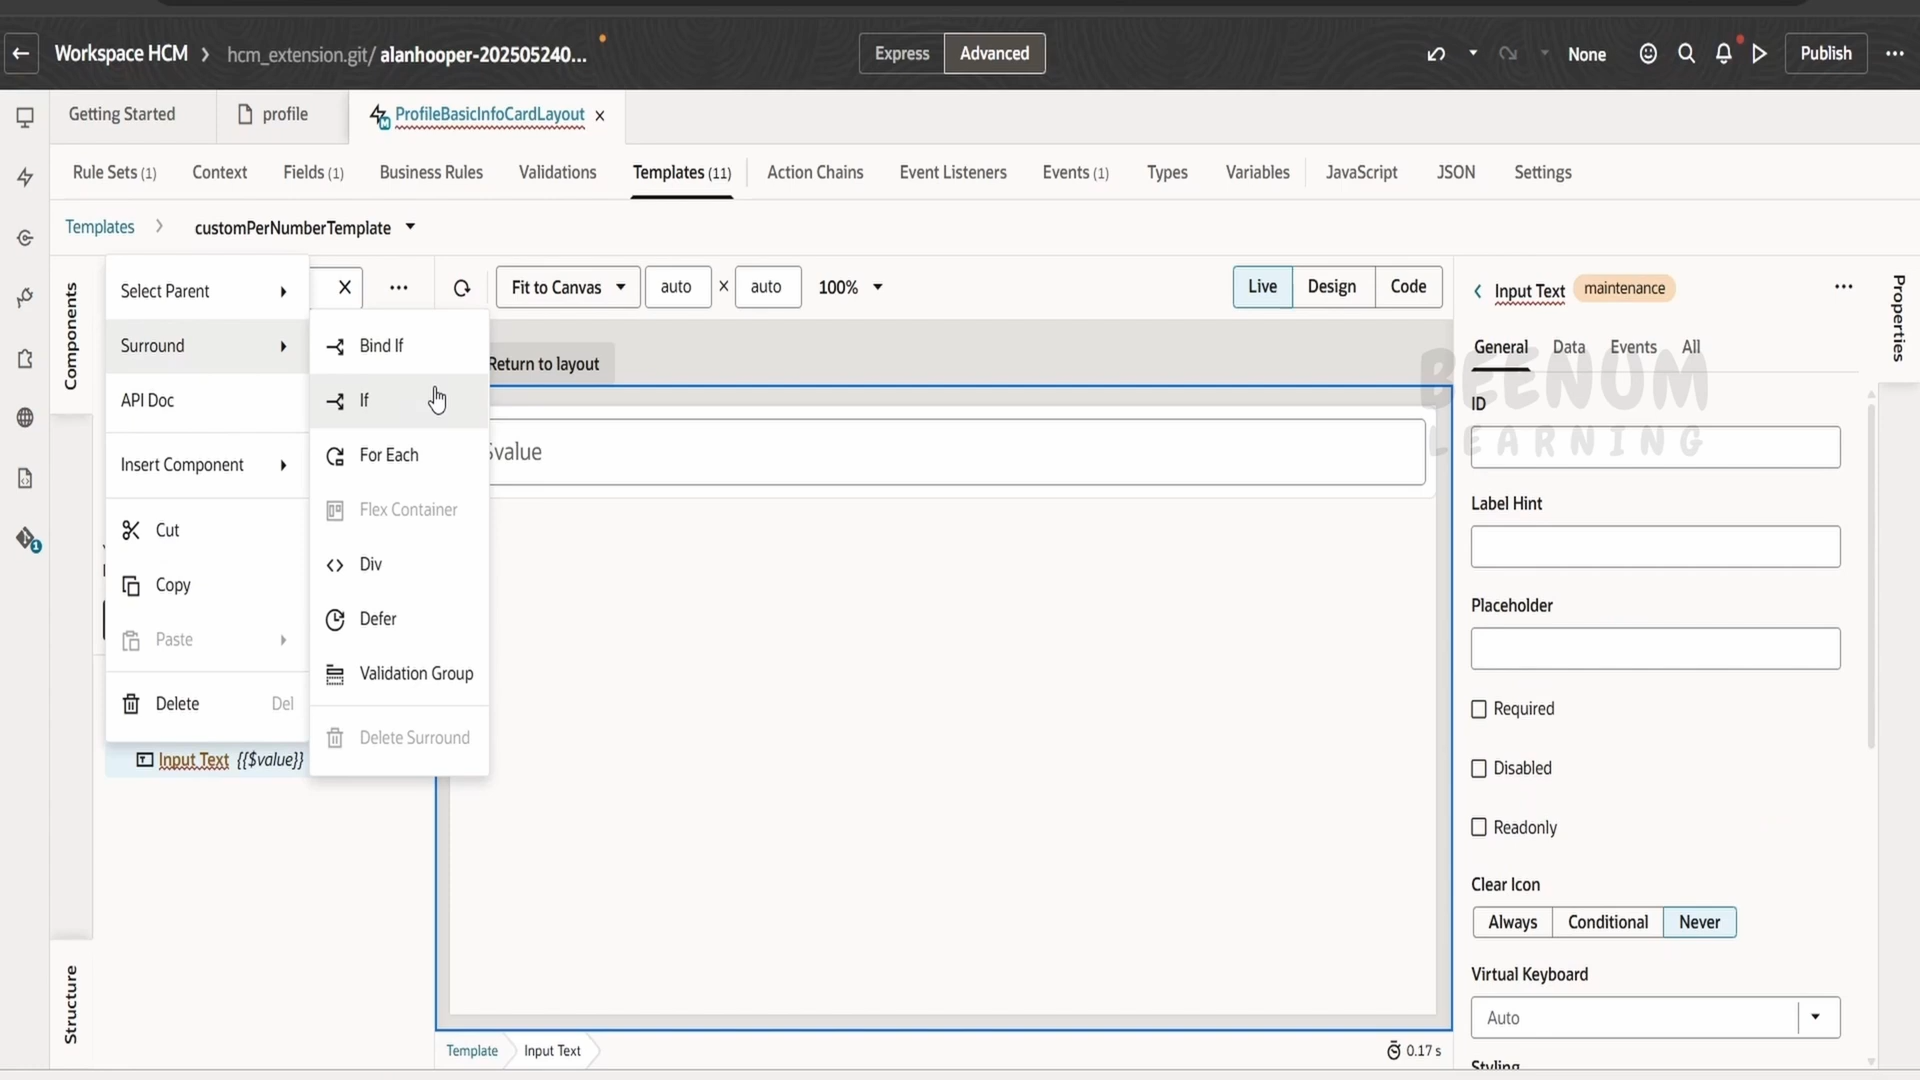 Workspace HCM
hcm_extension.git/ alanhooper-202505240...
Express
Advanced
None
Publish
Getting Started
profile
ProfileBasicInfoCardLayout
Rule Sets (1)
Context
Fields (1)
Business Rules
Validations
Templates (11)
Action Chains
Event Listeners
Events (1)
Types
Variables
JavaScript
JSON
Settings
Templates
customPerNumberTemplate
Components
Select Parent
Surround
API Doc
Insert Component
Cut
Copy
Paste
Delete Del
Input Text {{$value}}
Bind If
If
For Each
Flex Container
Div
Defer
Validation Group
Delete Surround
Fit to Canvas
auto
×
auto
100%
Live
Design
Code
Return to layout
$value
Template
Input Text
0.17 s
Structure
Input Text
maintenance
Properties
General
Data
Events
All
BEENUM
LEARNING
ID
Label Hint
Placeholder
Required
Disabled
Readonly
Clear Icon
Always
Conditional
Never
Virtual Keyboard
Auto
Styling
1